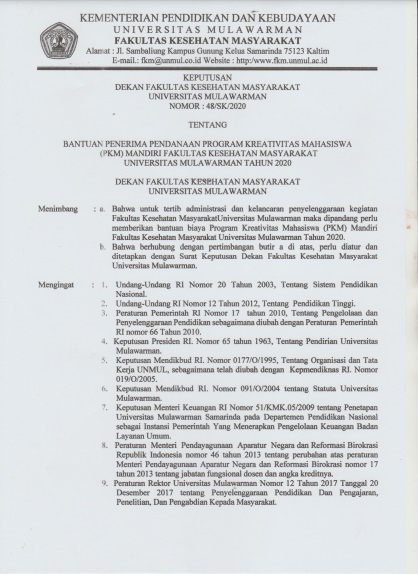 KEMENTERIAN PENDIDIKAN DAN KEBUDAYAAN
UNIVERSITAS MULAWARMAN
FAKULTAS KESEHATAN MASYARAKAT
Alamat : Jl. Sambaliung Kampus Gunung Kelua Samarinda 75123 Kaltim
E-mail.: fkm@unmul.co.id Website : http:/www.fkm.unmul.ac.id
KEPUTUSAN
DEKAN FAKULTAS KESEHATAN MASYARAKAT
UNIVERSITAS MULAWARMAN
NOMOR : 48/SK/2020
TENTANG
BANTUAN PENERIMA PENDANAAN PROGRAM KREATIVITAS MAHASISWA
(PKM) MANDIRI FAKULTAS KESEHATAN MASYARAKAT
UNIVERSITAS MULAWARMAN TAHUN 2020
DEKAN FAKULTAS KESEHATAN MASYARAKAT
UNIVERSITAS MULAWARMAN
Menimbang : a. Bahwa untuk tertib administrasi dan kelancaran penyelenggaraan kegiatan
Fakultas Kesehatan MasyarakatUniversitas Mulawarman maka dipandang perlu
memberikan bantuan biaya Program Kreativitas Mahasiswa (PKM) Mandiri
Fakultas Kesehatan Masyarakat Universitas Mulawarman Tahun 2020.
b. Bahwa berhubung dengan pertimbangan butir a di atas, perlu diatur dan
ditetapkan dengan Surat Keputusan Dekan Fakultas Kesehatan Masyarakat
Universitas Mulawarman.
Mengingat : 1. Undang-Undang RI Nomor 20 Tahun 2003, Tentang Sistem Pendidikan
Nasional.
2. Undang-Undang RI Nomor 12 Tahun 2012, Tentang Pendidikan Tinggi.
3. Peraturan Pemerintah RI Nomor 17 tahun 2010, Tentang Pengelolaan dan
Penyelenggaraan Pendidikan sebagaimana diubah dengan Peraturan Pemerintah
RI nomor 66 Tahun 2010.
4. Keputusan Presiden RI. Nomor 65 tahun 1963, Tentang Pendirian Universitas
Mulawarman.
5. Keputusan Mendikbud RI. Nomor 0177/O/1995, Tentang Organisasi dan Tata
Kerja UNMUL, sebagaimana telah diubah dengan Kepmendiknas RI. Nomor
019/O/2005.
6. Keputusan Mendiknas RI. Nomor 091/O/2004 tentang Statuta Universitas
Mulawarman.
7. Keputusan Menteri Keuangan RI Nomor 51/KMK.05/2009 tentang Penetapan
Universitas Mulawarman Samarinda pada Departemen Pendidikan Nasional
sebagai Instansi Pemerintah Yang Menerapkan Pengelolaan Keuangan Badan
Layanan Umum.
8. Peraturan Menteri Pendayagunaan Aparatur Negara dan Reformasi Birokrasi
Republik Indonesia nomor 46 tahun 2013 tentang perubahan atas peraturan
Menteri Pendayagunaan Aparatur Negara dan Reformasi Birokrasi nomor 17
tahun 2013 tentang jabatan fungsional dosen dan angka kreditnya.
9. Peraturan Rektor Universitas Mulawarman Nomor 12 Tahun 2017 Tanggal 20
Desember 2017 tentang Penyelenggaraan Pendidikan Dan Pengajaran,
Penelitian, Dan Pengabdian Kepada Masyarakat.